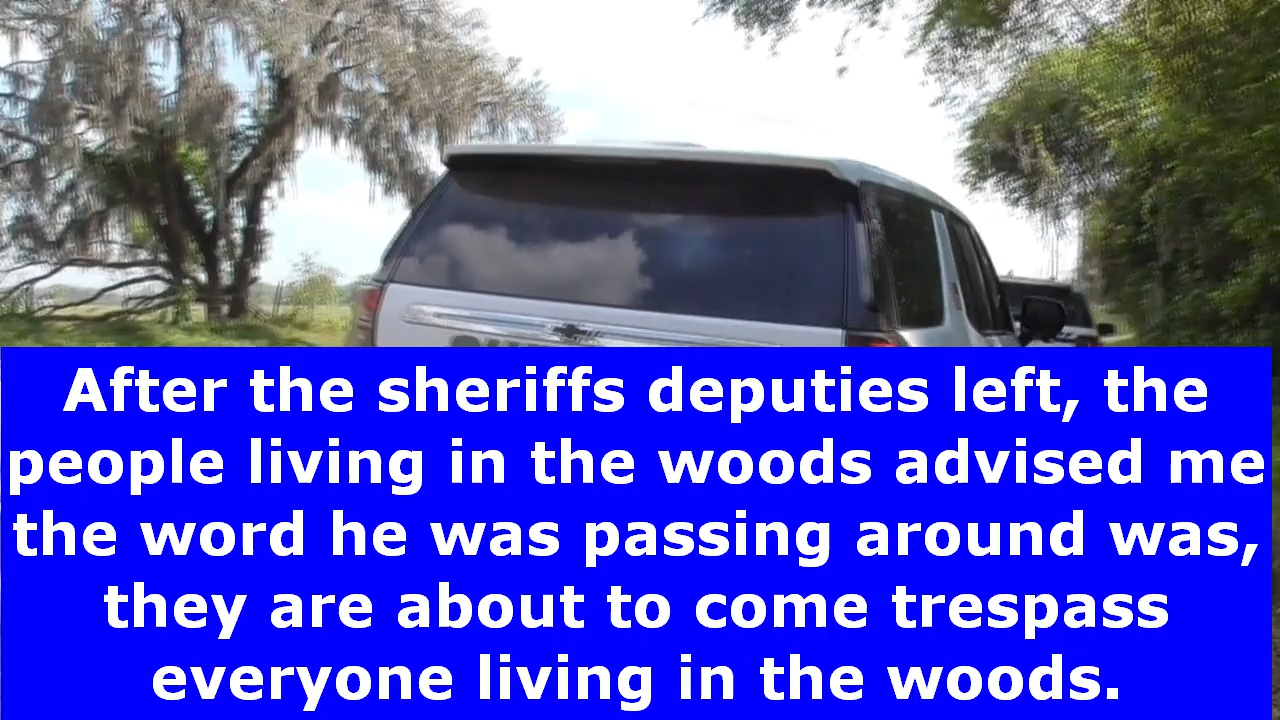 After the sheriffs deputies left, the
people living in the woods advised me
the word he was passing around was,
they are about to come trespass
everyone living in the woods.